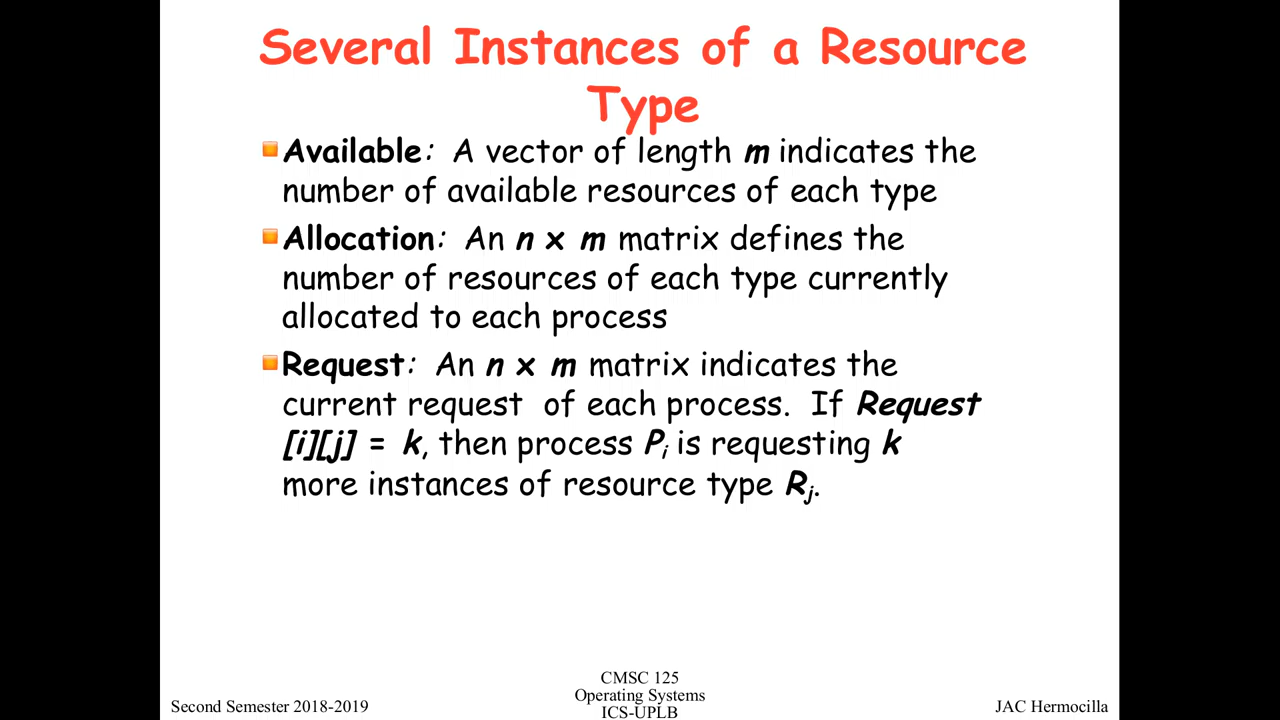 Several Instances of a Resource
Type
Available: A vector of length m indicates the
number of available resources of each type
Allocation: An n x m matrix defines the
number of resources of each type currently
allocated to each process
Request: An n x m matrix indicates the
current request of each process. If Request
[i][j] = k, then process Pi is requesting k
more instances of resource type Rj.
CMSC 125
Operating Systems
ICS-UPLB
Second Semester 2018-2019
JAC Hermocilla